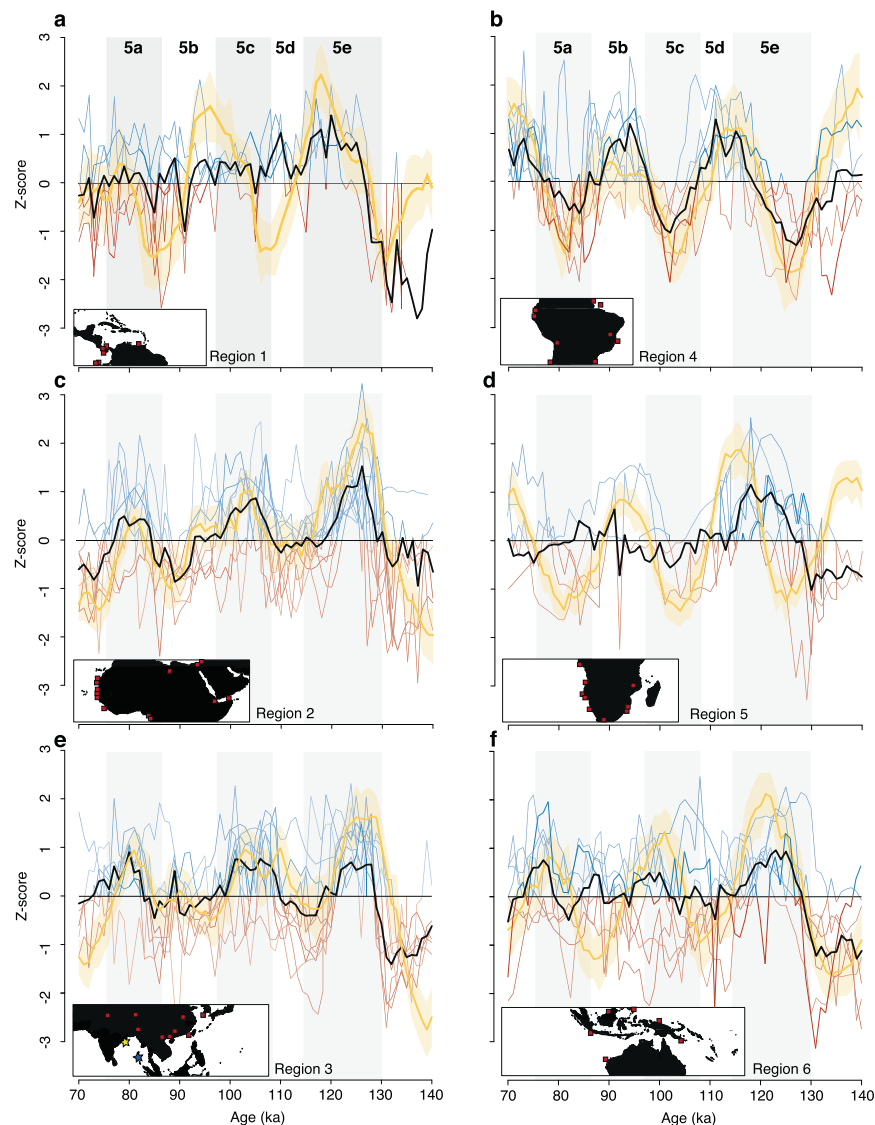 a
b
5a 5b 5c 5d 5e
5a 5b 5c 5d 5e
3
2
1
0
-1
-2
-3
Z-score
Region 1
Region 4
c
d
3
2
1
0
-1
-2
-3
Z-score
Region 2
Region 5
e
f
3
2
1
0
-1
-2
-3
Z-score
Region 3
Region 6
70 80 90 100 110 120 130 140
70 80 90 100 110 120 130 140
Age (ka)
Age (ka)